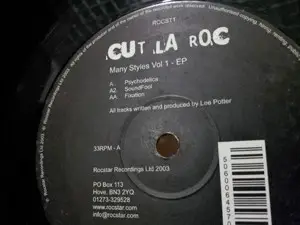 ROCST1
CUT LA ROC
Many Styles Vol 1 - EP
A. Psychodelica
A2. SoundFool
AA. Fixation
All tracks written and produced by Lee Potter
33RPM - A
Rocstar Recordings Ltd 2003
PO Box 113
Hove, BN3 2YQ
01273-329528
www.rocstar.com
info@rocstar.com